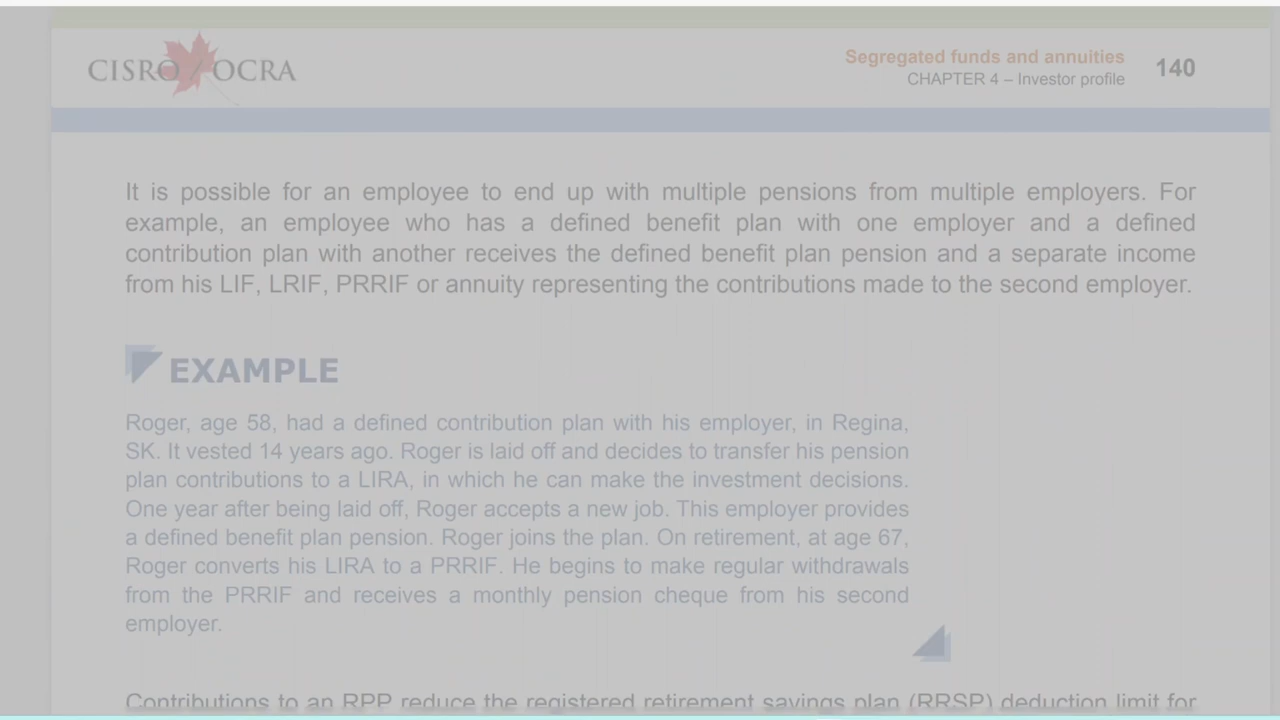 CISRO / OCRA
Segregated funds and annuities
CHAPTER 4 – Investor profile
140
It is possible for an employee to end up with multiple pensions from multiple employers. For
example, an employee who has a defined benefit plan with one employer and a defined
contribution plan with another receives the defined benefit plan pension and a separate income
from his LIF, LRIF, PRRIF or annuity representing the contributions made to the second employer.
EXAMPLE
Roger, age 58, had a defined contribution plan with his employer, in Regina,
SK. It vested 14 years ago. Roger is laid off and decides to transfer his pension
plan contributions to a LIRA, in which he can make the investment decisions.
One year after being laid off, Roger accepts a new job. This employer provides
a defined benefit plan pension. Roger joins the plan. On retirement, at age 67,
Roger converts his LIRA to a PRRIF. He begins to make regular withdrawals
from the PRRIF and receives a monthly pension cheque from his second
employer.
Contributions to an RPP reduce the registered retirement savings plan (RRSP) deduction limit for